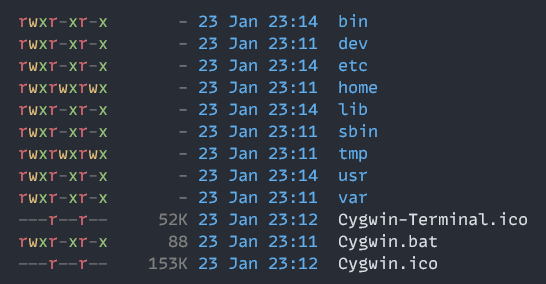 rwxr-xr-x - 23 Jan 23:14 bin
rwxr-xr-x - 23 Jan 23:11 dev
rwxr-xr-x - 23 Jan 23:14 etc
rwxrwxrwx - 23 Jan 23:11 home
rwxr-xr-x - 23 Jan 23:14 lib
rwxr-xr-x - 23 Jan 23:11 sbin
rwxrwxrwx - 23 Jan 23:11 tmp
rwxr-xr-x - 23 Jan 23:14 usr
rwxr-xr-x - 23 Jan 23:11 var
---r--r-- 52K 23 Jan 23:12 Cygwin-Terminal.ico
rwxr-xr-x 88 23 Jan 23:11 Cygwin.bat
---r--r-- 153K 23 Jan 23:12 Cygwin.ico